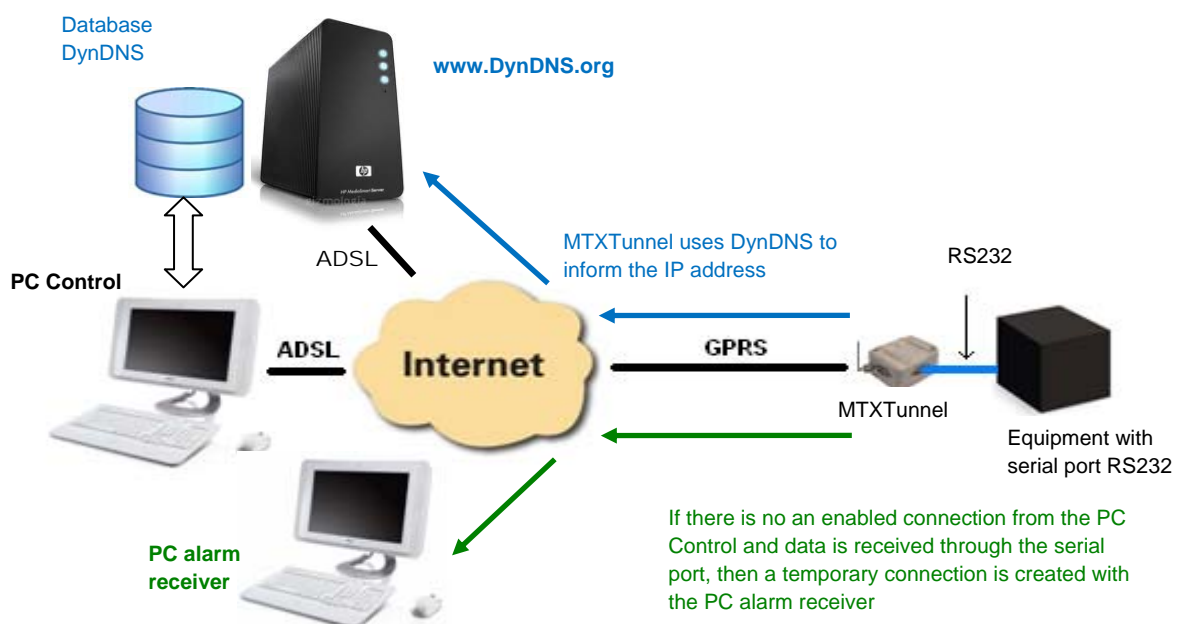 Database
DynDNS
www.DynDNS.org
HP MediaSmart Server
MTXTunnel uses DynDNS to
inform the IP address
RS232
ADSL
PC Control
ADSL
Internet
GPRS
MTXTunnel
Equipment with
serial port RS232
PC alarm
receiver
If there is no an enabled connection from the PC
Control and data is received through the serial
port, then a temporary connection is created with
the PC alarm receiver